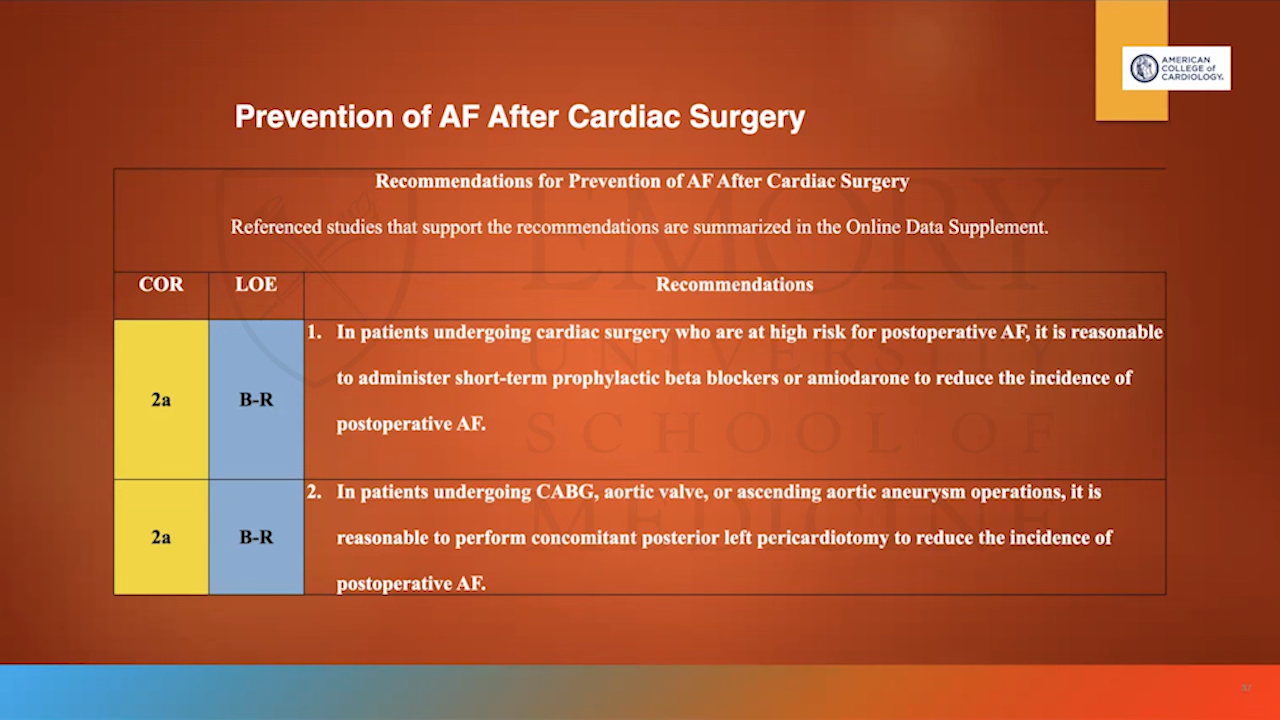 AMERICAN
COLLEGE of
CARDIOLOGY.
Prevention of AF After Cardiac Surgery
Recommendations for Prevention of AF After Cardiac Surgery
Referenced studies that support the recommendations are summarized in the Online Data Supplement.
COR LOE Recommendations
2a B-R 1. In patients undergoing cardiac surgery who are at high risk for postoperative AF, it is reasonable
to administer short-term prophylactic beta blockers or amiodarone to reduce the incidence of
postoperative AF.
2a B-R 2. In patients undergoing CABG, aortic valve, or ascending aortic aneurysm operations, it is
reasonable to perform concomitant posterior left pericardiotomy to reduce the incidence of
postoperative AF.
EMORY
UNIVERSITY
SCHOOL OF
MEDICINE